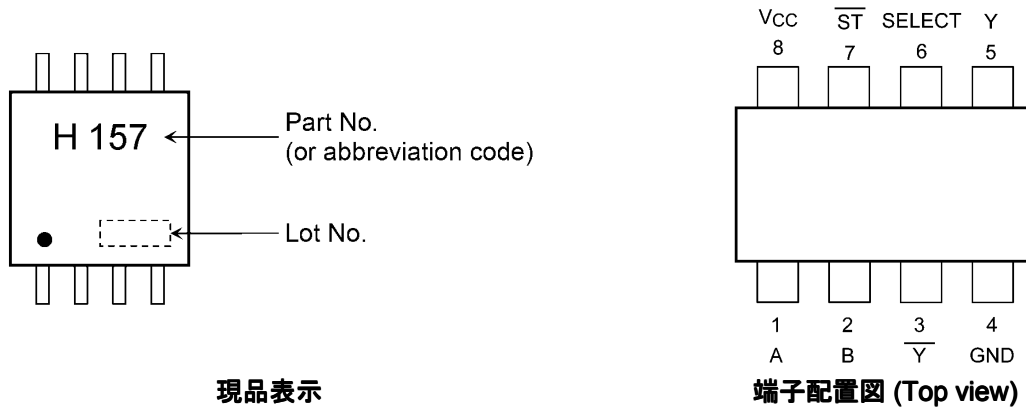 H 157
Part No.
(or abbreviation code)
Lot No.
現品表示
VCC S̅T̅ SELECT Y
8 7 6 5
1 2 3 4
A B Y̅ GND
端子配置図 (Top view)